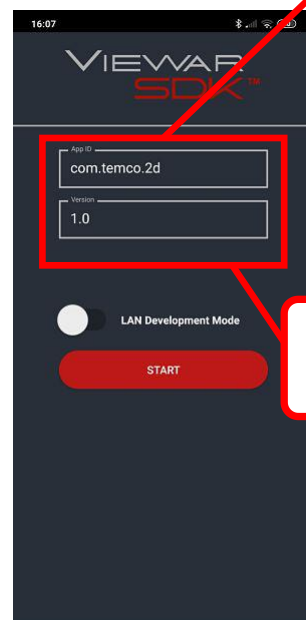 16:07
VIEWAR
SDK™
App ID
com.temco.2d
Version
1.0
LAN Development Mode
START